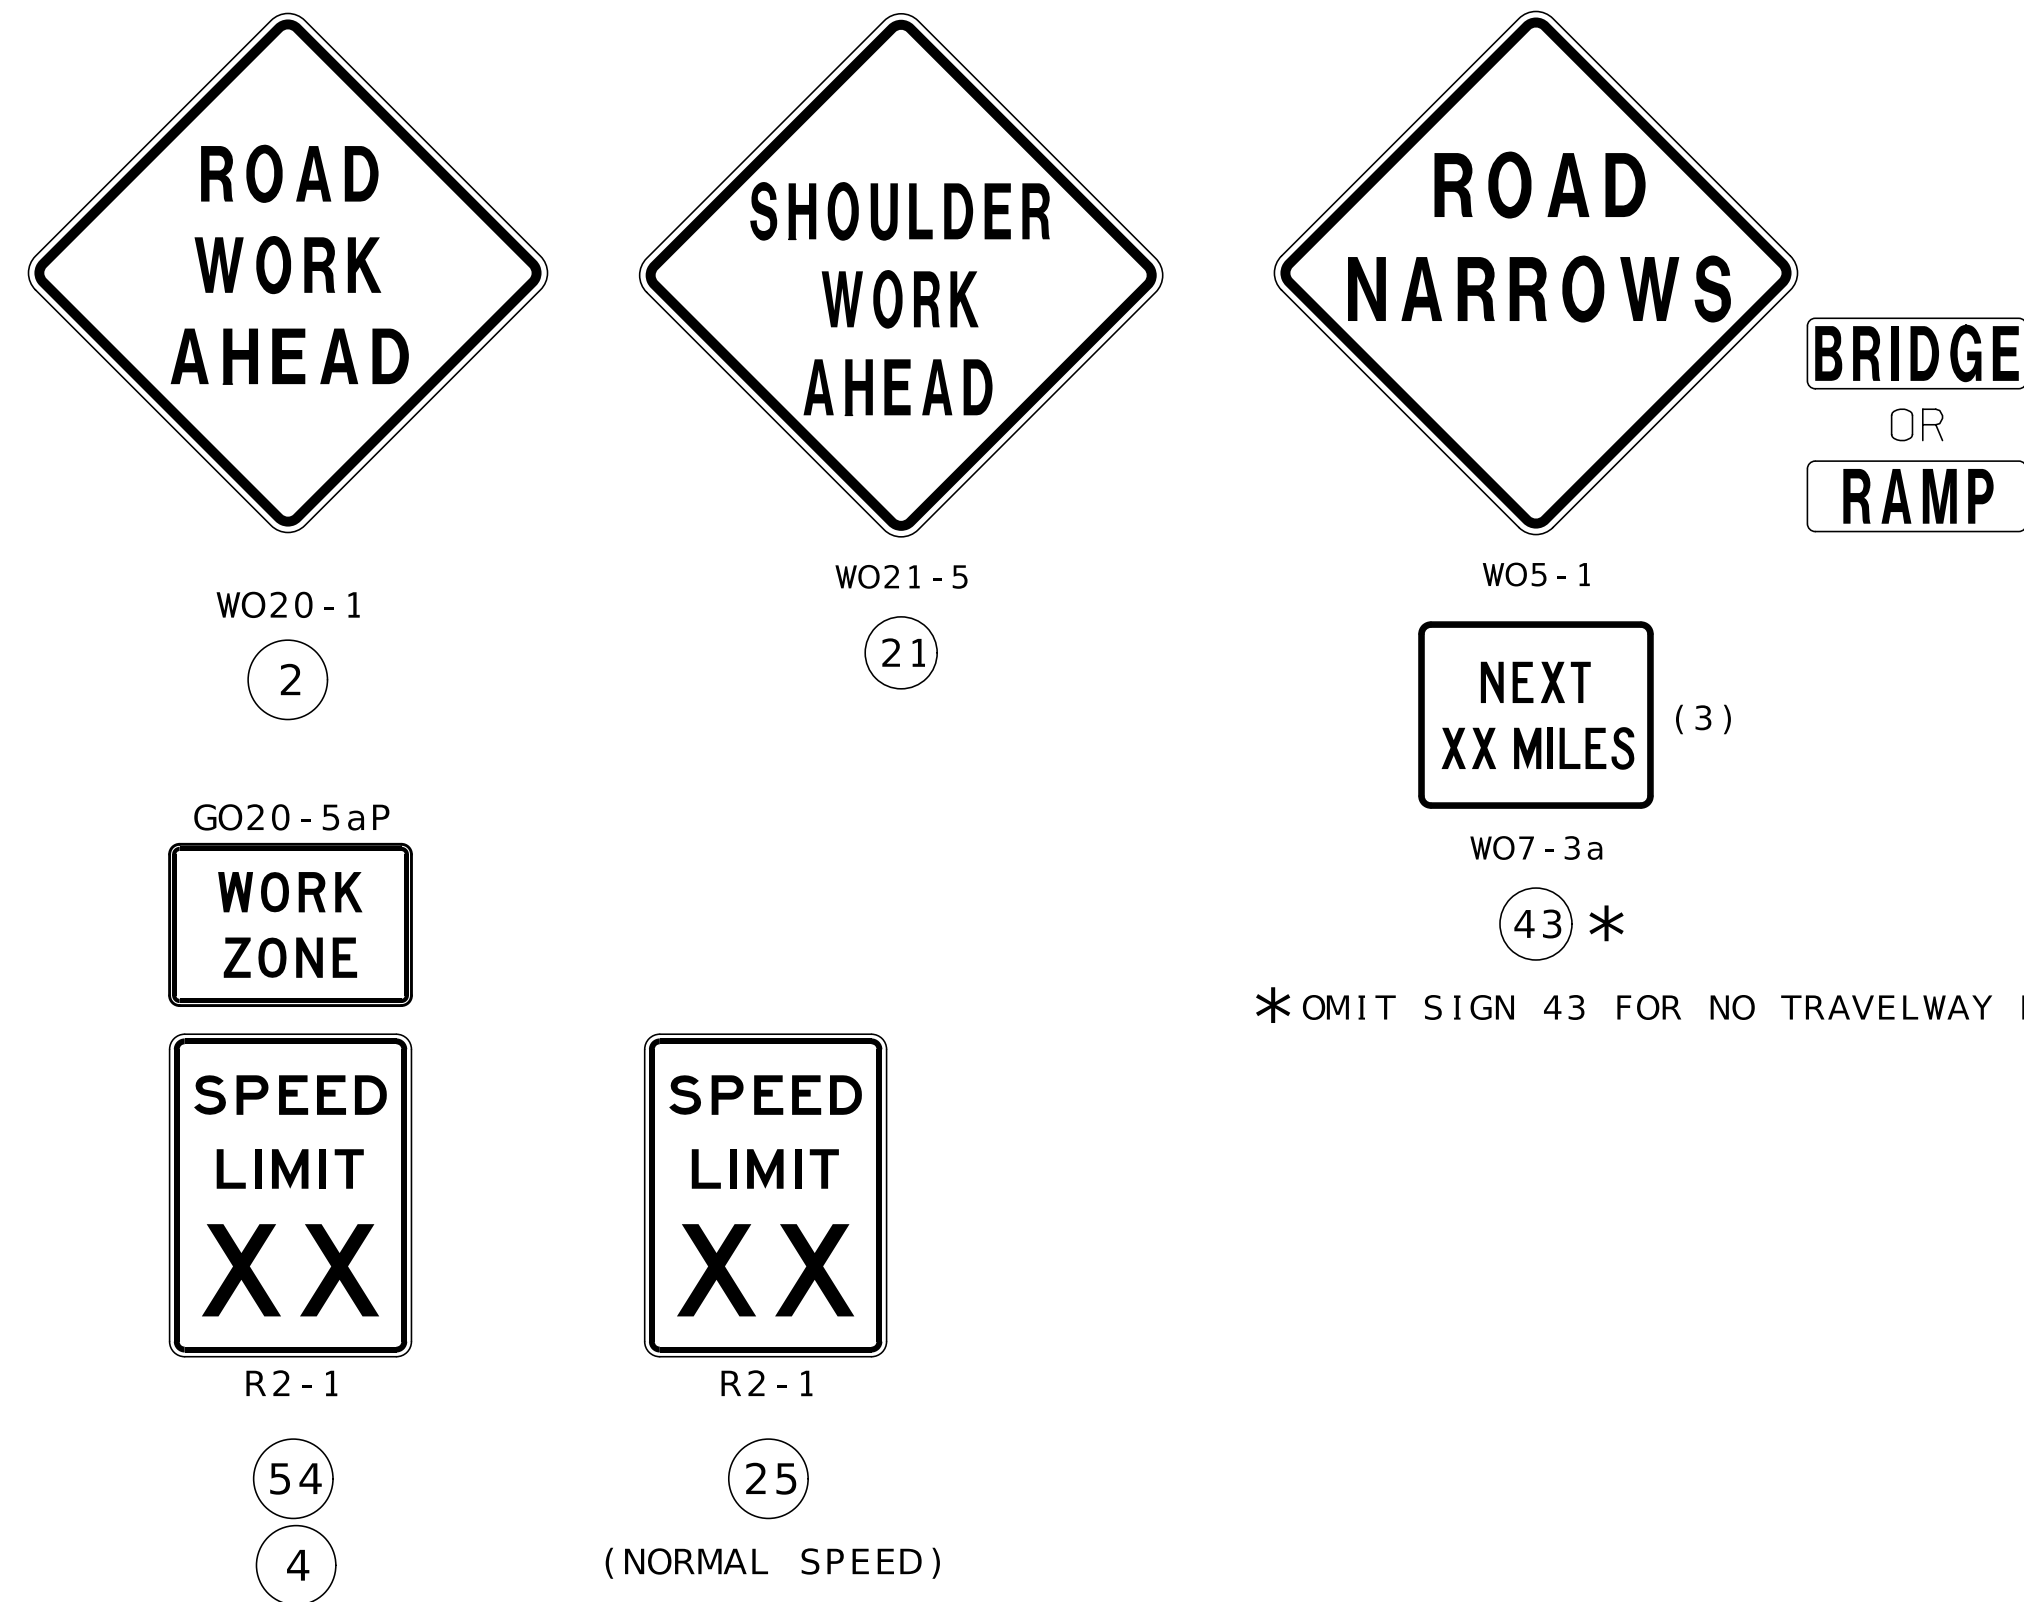 ROAD
WORK
AHEAD
WO20-1
2
SHOULDER
WORK
AHEAD
WO21-5
21
ROAD
NARROWS
BRIDGE
OR
RAMP
WO5-1
NEXT
XX MILES
(3)
WO7-3a
43 *
*OMIT SIGN 43 FOR NO TRAVELWAY
GO20-5aP
WORK
ZONE
SPEED
LIMIT
XX
R2-1
54
4
SPEED
LIMIT
XX
R2-1
25
(NORMAL SPEED)